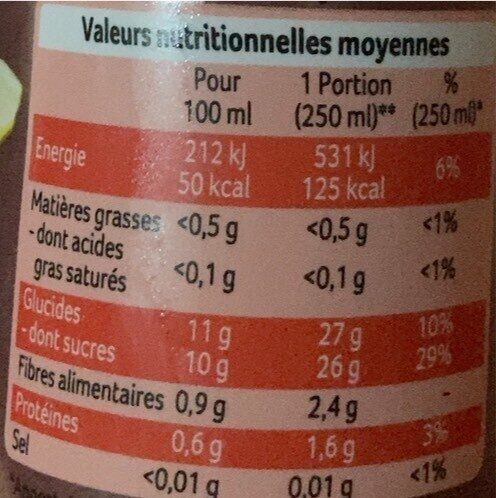 Valeurs nutritionnelles moyennes
Pour 1 Portion %
100 ml (250 ml)** (250 ml)*
Energie 212 kJ 531 kJ 6%
50 kcal 125 kcal
Matières grasses <0,5 g <0,5 g <1%
- dont acides
gras saturés <0,1 g <0,1 g <1%
Glucides 11 g 27 g 10%
- dont sucres 10 g 26 g 29%
Fibres alimentaires 0,9 g 2,4 g -
Protéines 0,6 g 1,6 g 3%
Sel <0,01 g 0,01 g <1%